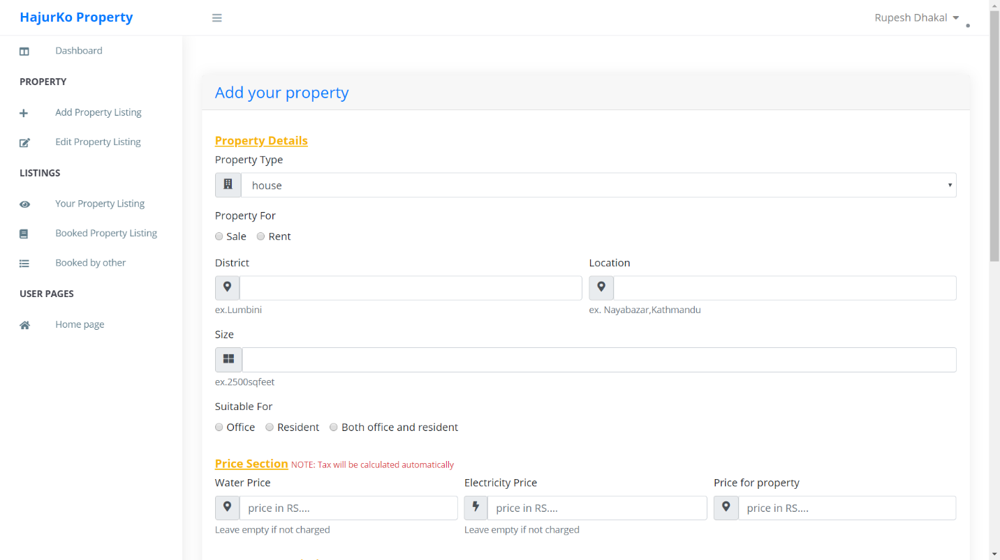 HajurKo Property
Rupesh Dhakal
Dashboard
PROPERTY
Add Property Listing
Edit Property Listing
LISTINGS
Your Property Listing
Booked Property Listing
Booked by other
USER PAGES
Home page
Add your property
Property Details
Property Type
house
Property For
Sale Rent
District Location
ex.Lumbini ex. Nayabazar,Kathmandu
Size
ex.2500sqfeet
Suitable For
Office Resident Both office and resident
Price Section NOTE: Tax will be calculated automatically
Water Price Electricity Price Price for property
price in RS.... price in RS.... price in RS....
Leave empty if not charged Leave empty if not charged